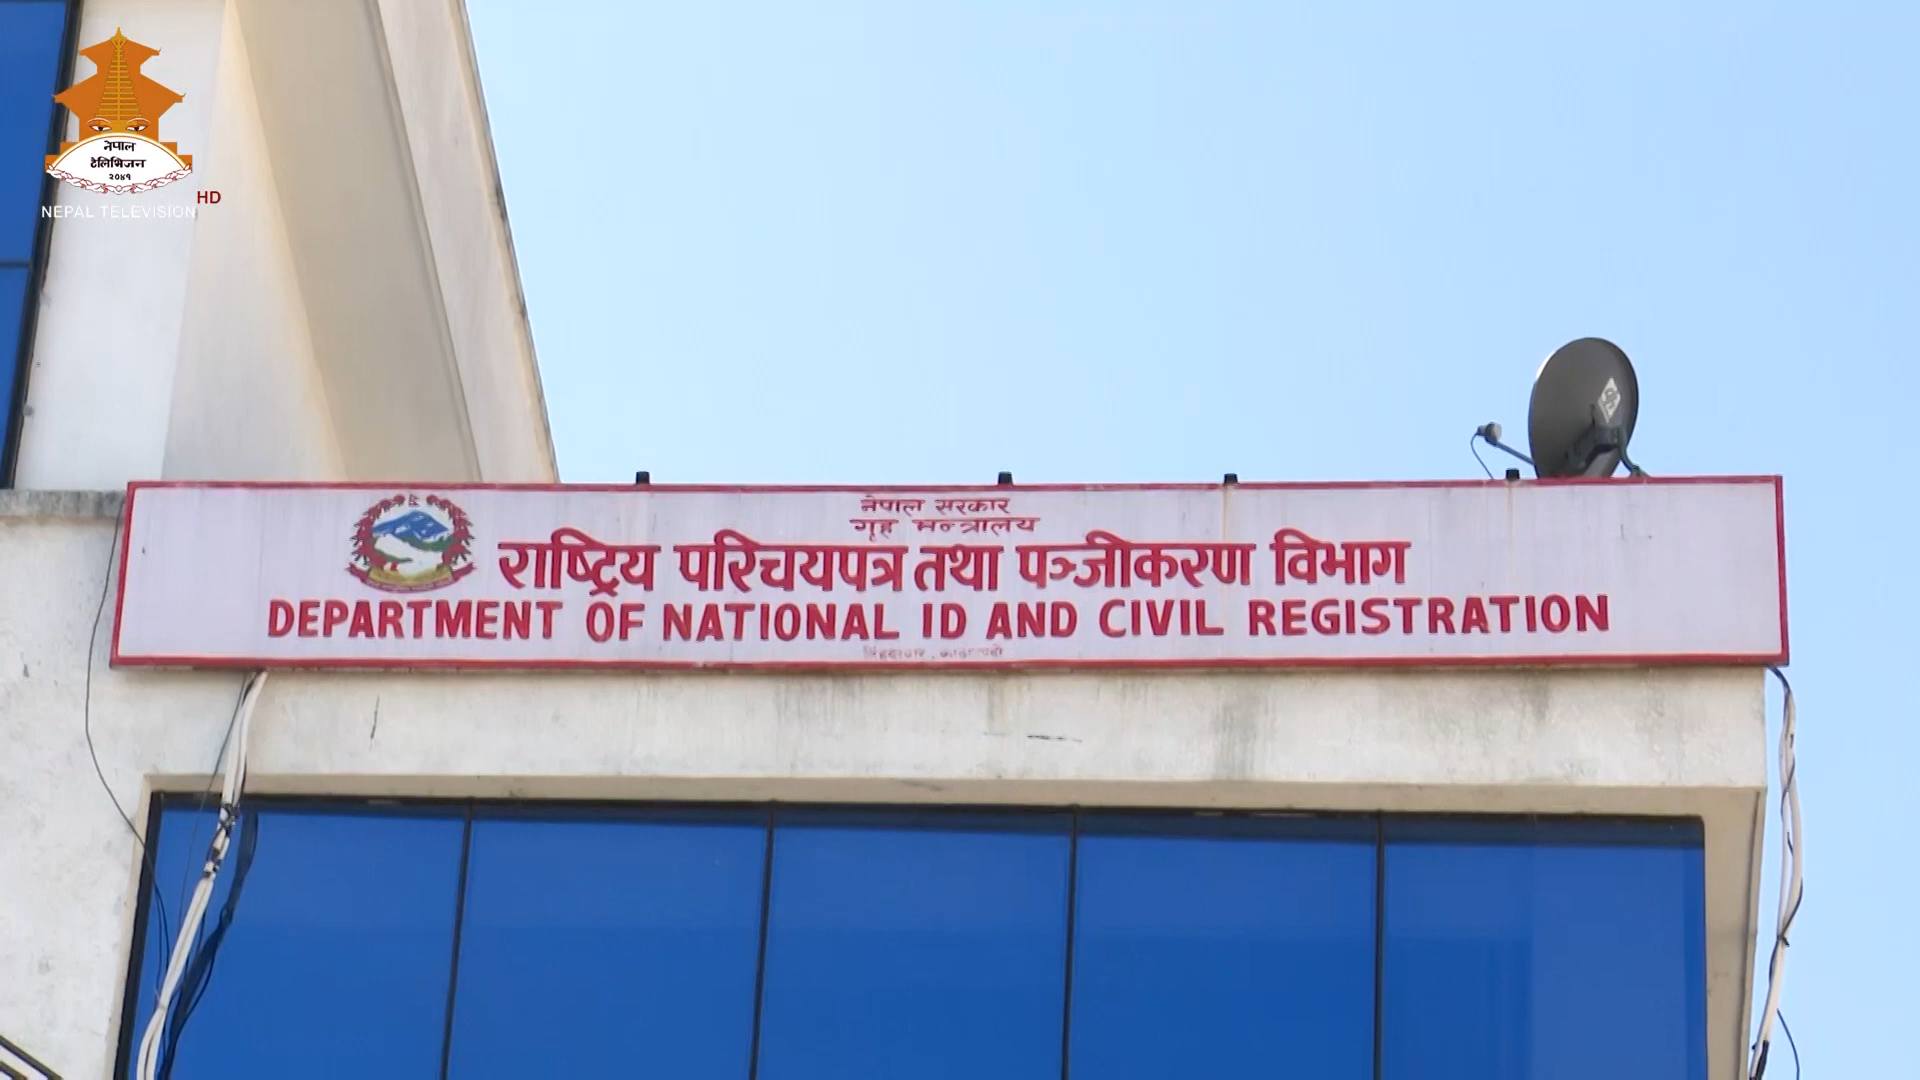 नेपाल
टेलिभिजन
२०४१
HD
NEPAL TELEVISION
नेपाल सरकार
गृह मन्त्रालय
राष्ट्रिय परिचयपत्र तथा पञ्जीकरण विभाग
DEPARTMENT OF NATIONAL ID AND CIVIL REGISTRATION